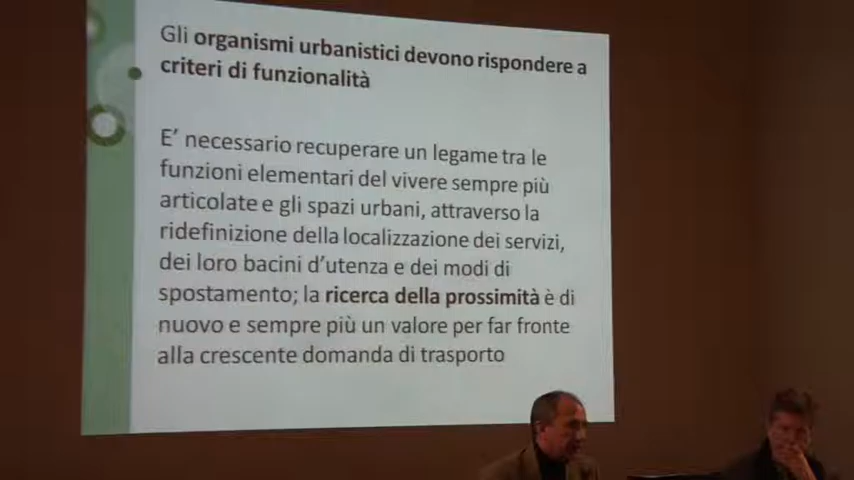 Gli organismi urbanistici devono rispondere a
criteri di funzionalità
E' necessario recuperare un legame tra le
funzioni elementari del vivere sempre più
articolate e gli spazi urbani, attraverso la
ridefinizione della localizzazione dei servizi,
dei loro bacini d'utenza e dei modi di
spostamento; la ricerca della prossimità è di
nuovo e sempre più un valore per far fronte
alla crescente domanda di trasporto